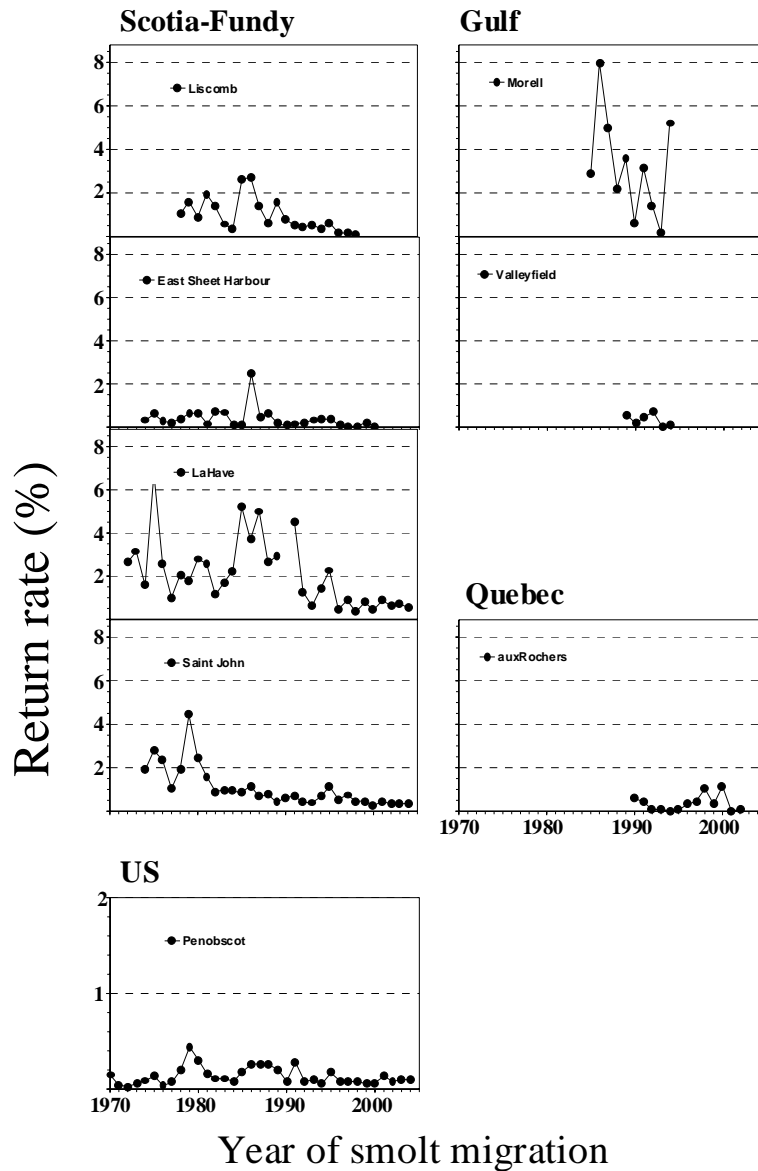 Scotia-Fundy
Gulf
8
6
4
2
Liscomb
Morell
8
6
4
2
East Sheet Harbour
Valleyfield
8
6
4
2
LaHave
Quebec
8
6
4
2
Saint John
auxRochers
1970 1980 1990 2000
US
2
1
Penobscot
1970 1980 1990 2000
Return rate (%)
Year of smolt migration